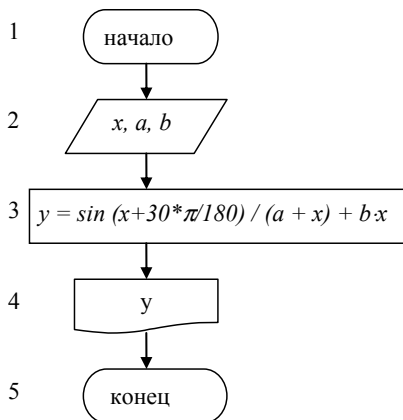 1 начало
2 x, a, b
3 y = sin (x+30*π/180) / (a + x) + b·x
4 y
5 конец